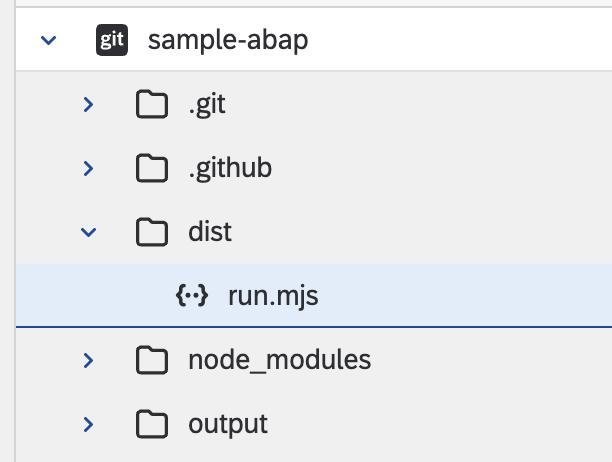 git sample-abap
.git
.github
dist
run.mjs
node_modules
output